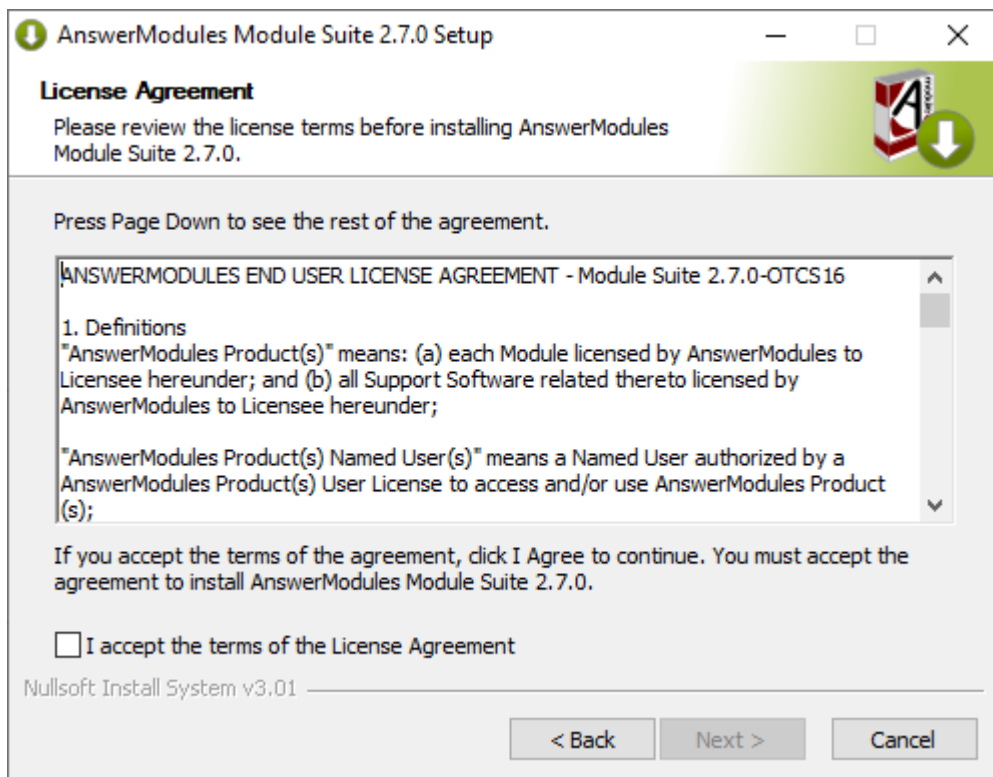 AnswerModules Module Suite 2.7.0 Setup
License Agreement
Please review the license terms before installing AnswerModules
Module Suite 2.7.0.
Press Page Down to see the rest of the agreement.
ANSWERMODULES END USER LICENSE AGREEMENT - Module Suite 2.7.0-OTCS16
1. Definitions
"AnswerModules Product(s)" means: (a) each Module licensed by AnswerModules to
Licensee hereunder; and (b) all Support Software related thereto licensed by
AnswerModules to Licensee hereunder;
"AnswerModules Product(s) Named User(s)" means a Named User authorized by a
AnswerModules Product(s) User License to access and/or use AnswerModules Product
(s);
If you accept the terms of the agreement, click I Agree to continue. You must accept the
agreement to install AnswerModules Module Suite 2.7.0.
I accept the terms of the License Agreement
Nullsoft Install System v3.01
< Back
Next >
Cancel